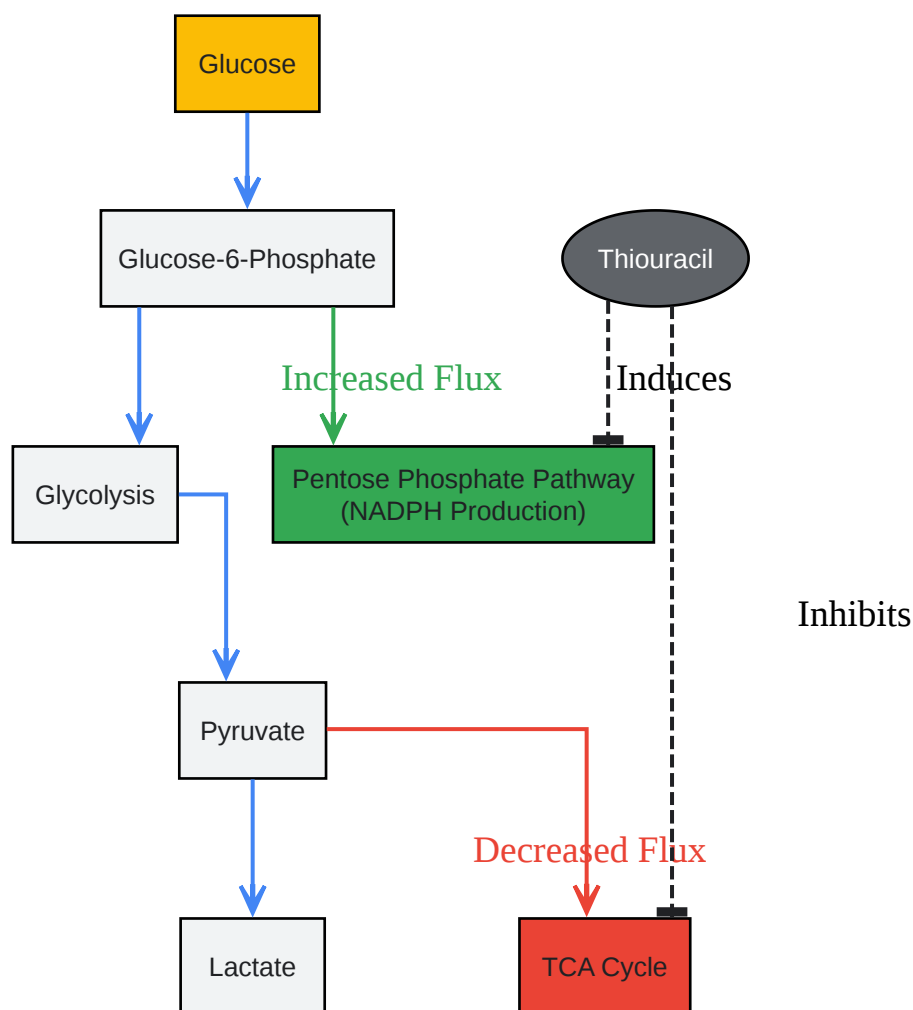 Glucose
Glucose-6-Phosphate
Thiouracil
Increased Flux
Induces
Glycolysis
Pentose Phosphate Pathway
(NADPH Production)
Inhibits
Pyruvate
Decreased Flux
Lactate
TCA Cycle